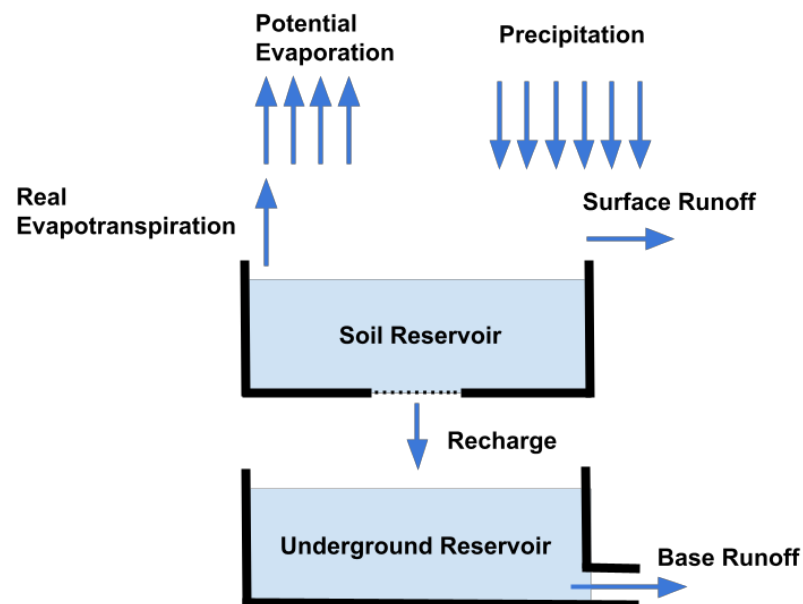 Potential
Evaporation
Precipitation
Real
Evapotranspiration
Surface Runoff
Soil Reservoir
Recharge
Underground Reservoir
Base Runoff